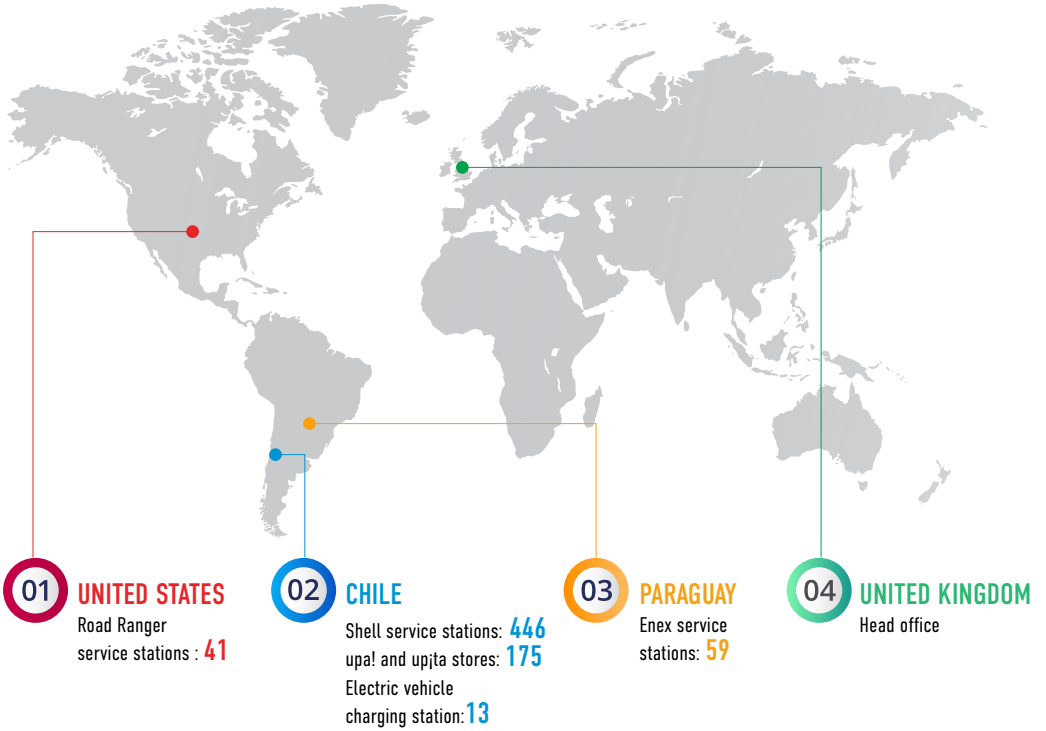 01
UNITED STATES
Road Ranger
service stations : 41
02
CHILE
Shell service stations: 446
upa! and up¡ta stores: 175
Electric vehicle
charging station:13
03
PARAGUAY
Enex service
stations: 59
04
UNITED KINGDOM
Head office